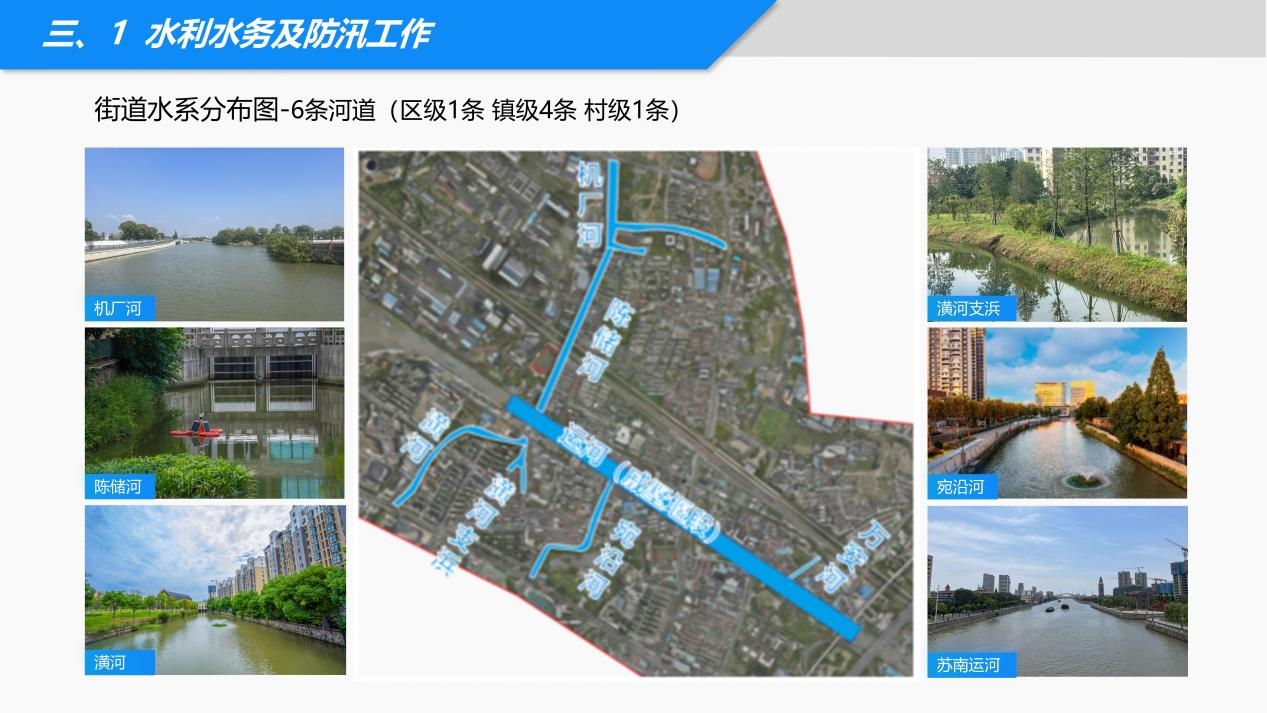 三、1 水利水务及防汛工作
街道水系分布图-6条河道（区级1条 镇级4条 村级1条）
机厂河
陈储河
潢河
机厂河
陈储河
潢河
潢河支浜
宛沿河
万安河
潢河支浜
宛沿河
苏南运河